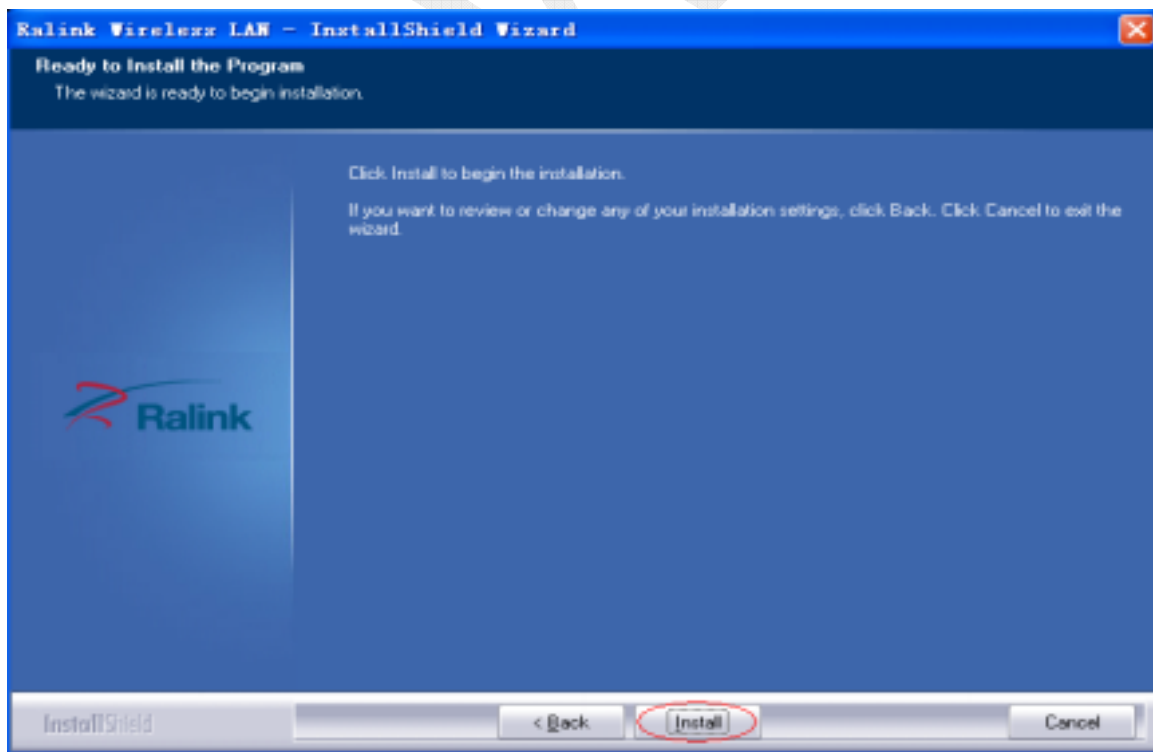 Ralink Wireless LAN - InstallShield Wizard
Ready to Install the Program
The wizard is ready to begin installation.
Click Install to begin the installation.
If you want to review or change any of your installation settings, click Back. Click Cancel to exit the
wizard.
Ralink
InstallShield
< Back
Install
Cancel